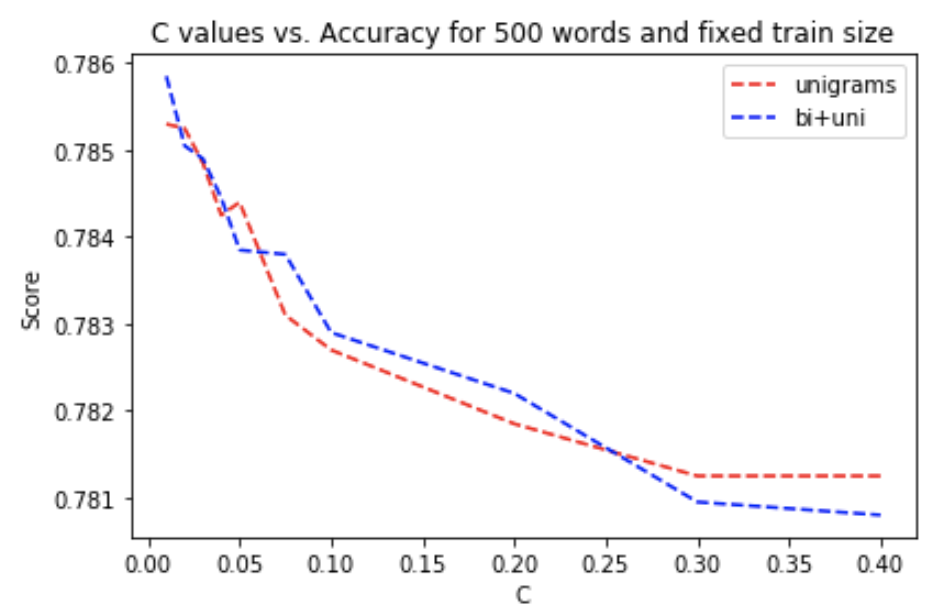 C values vs. Accuracy for 500 words and fixed train size
0.786
0.785
0.784
0.783
0.782
0.781
Score
unigrams
bi+uni
0.00 0.05 0.10 0.15 0.20 0.25 0.30 0.35 0.40
C